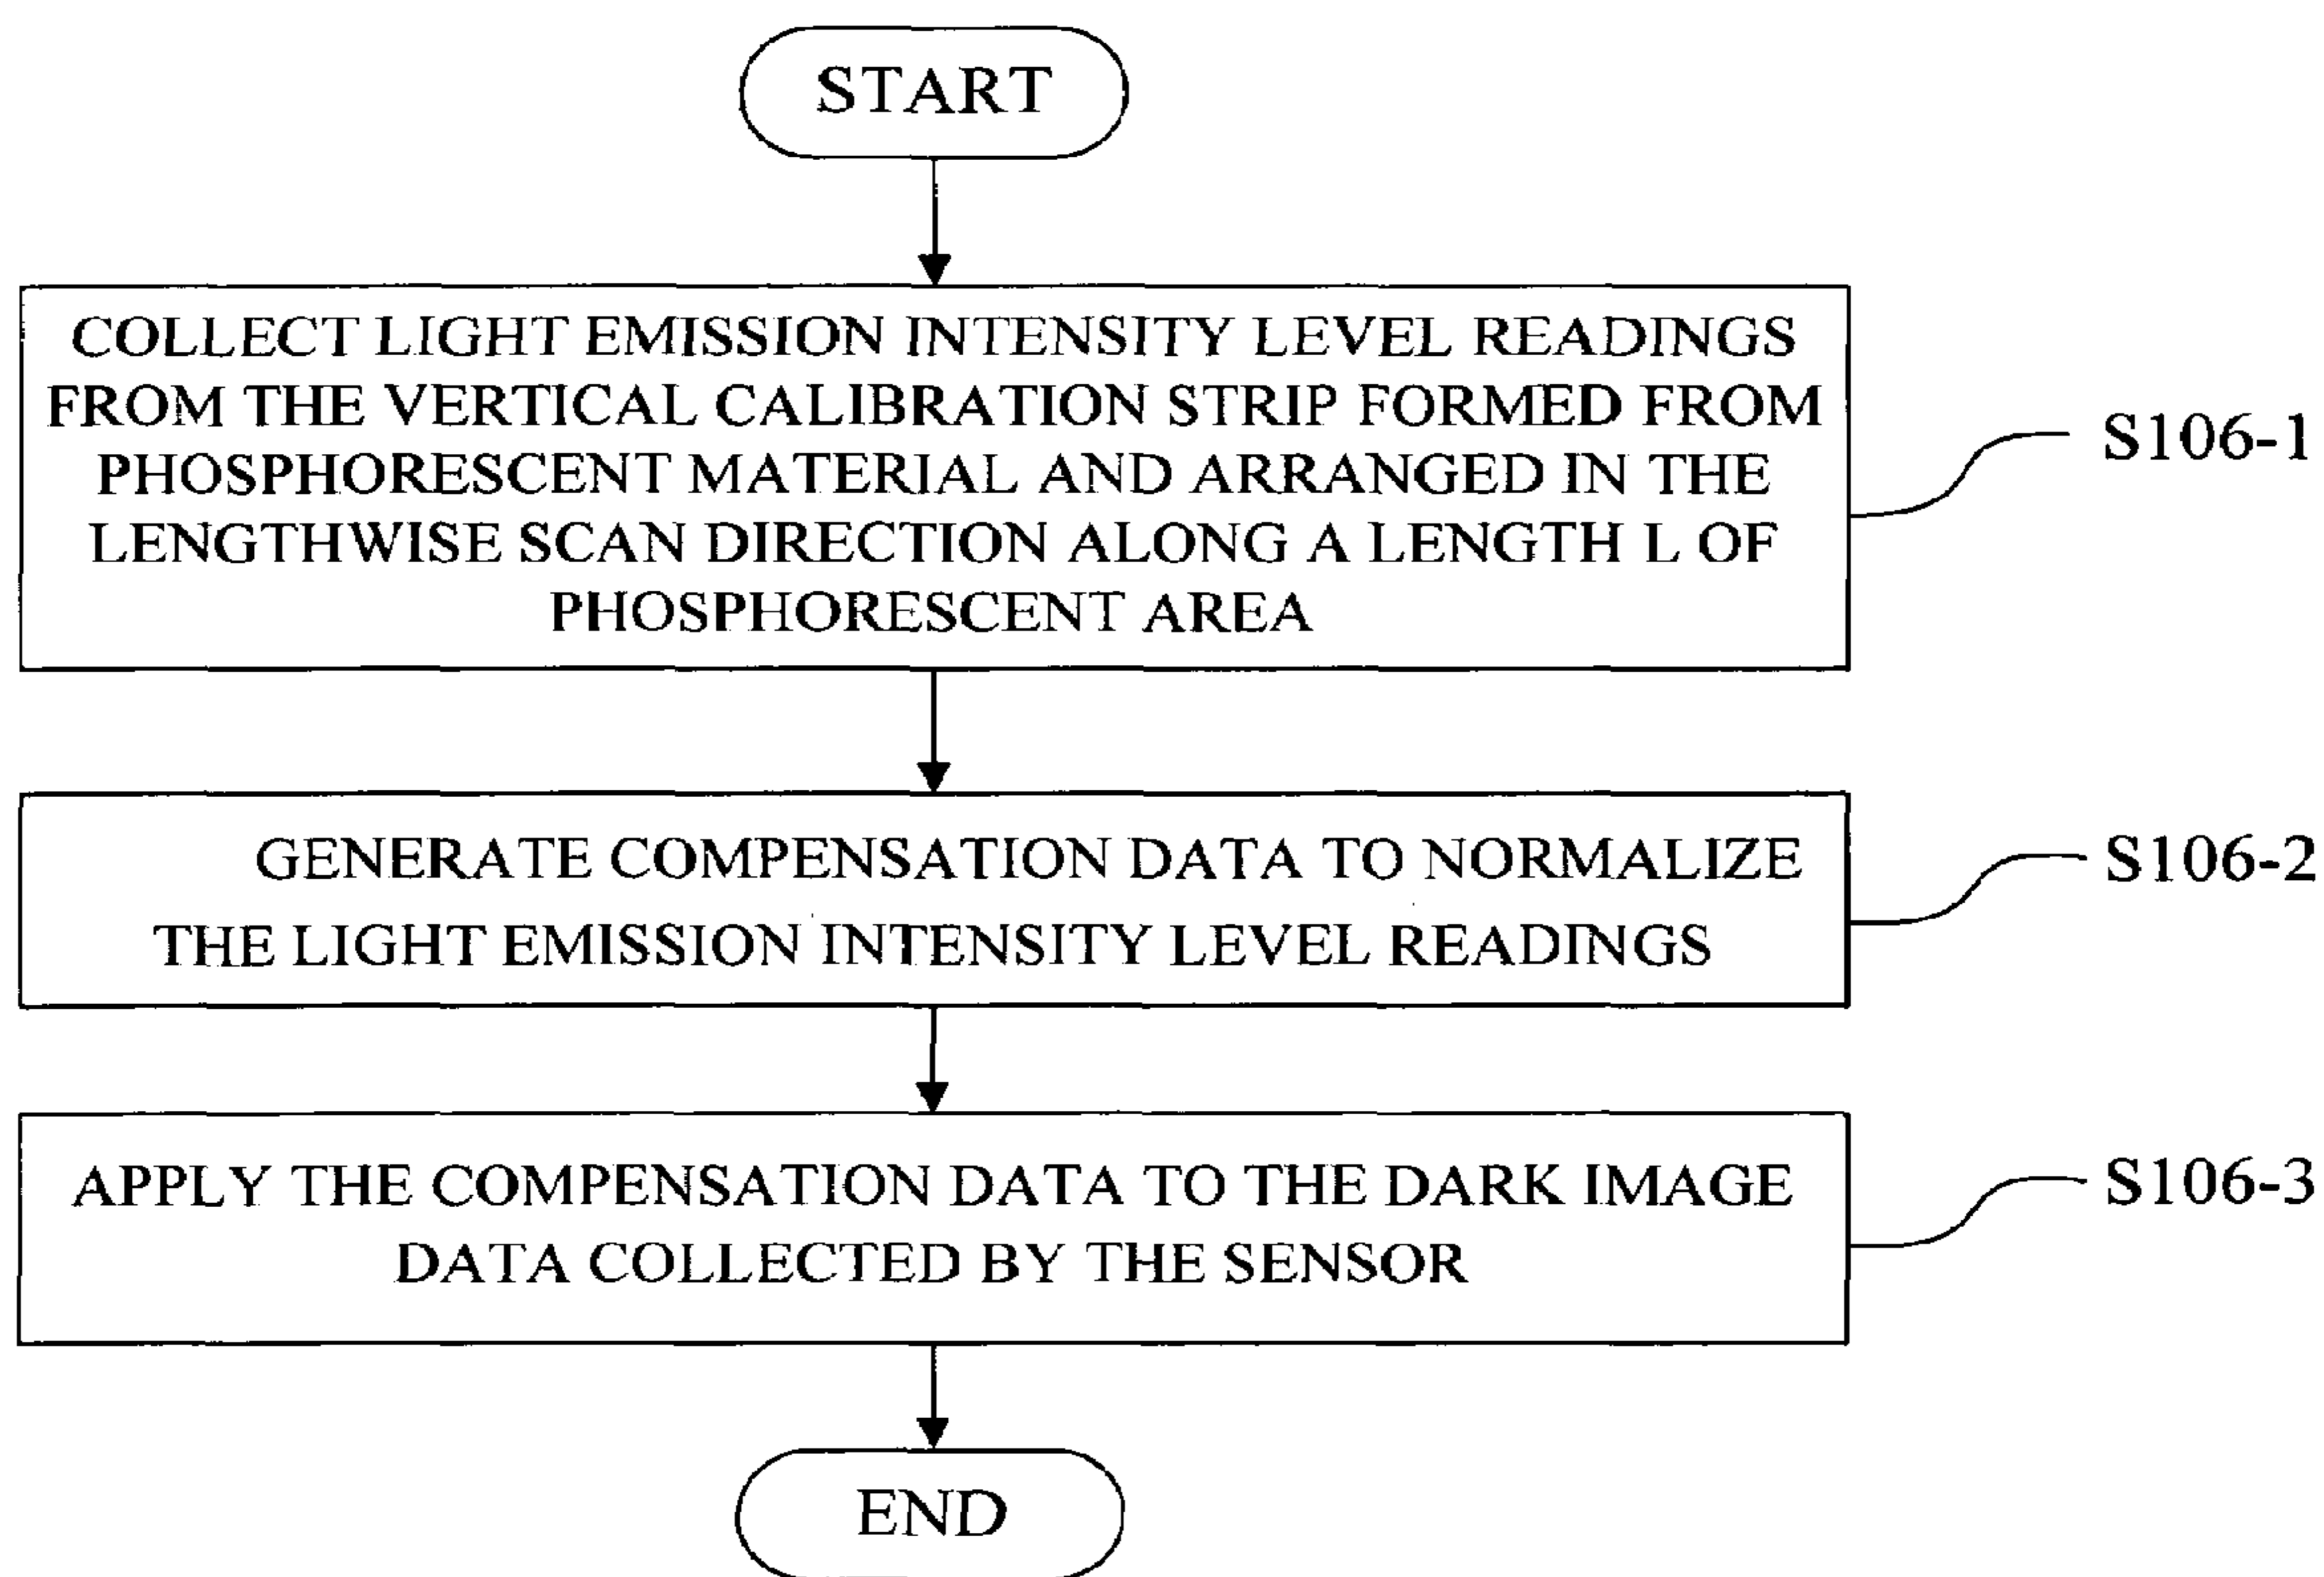 START
COLLECT LIGHT EMISSION INTENSITY LEVEL READINGS
FROM THE VERTICAL CALIBRATION STRIP FORMED FROM
PHOSPHORESCENT MATERIAL AND ARRANGED IN THE
LENGTHWISE SCAN DIRECTION ALONG A LENGTH L OF
PHOSPHORESCENT AREA
S106-1
GENERATE COMPENSATION DATA TO NORMALIZE
THE LIGHT EMISSION INTENSITY LEVEL READINGS
S106-2
APPLY THE COMPENSATION DATA TO THE DARK IMAGE
DATA COLLECTED BY THE SENSOR
S106-3
END